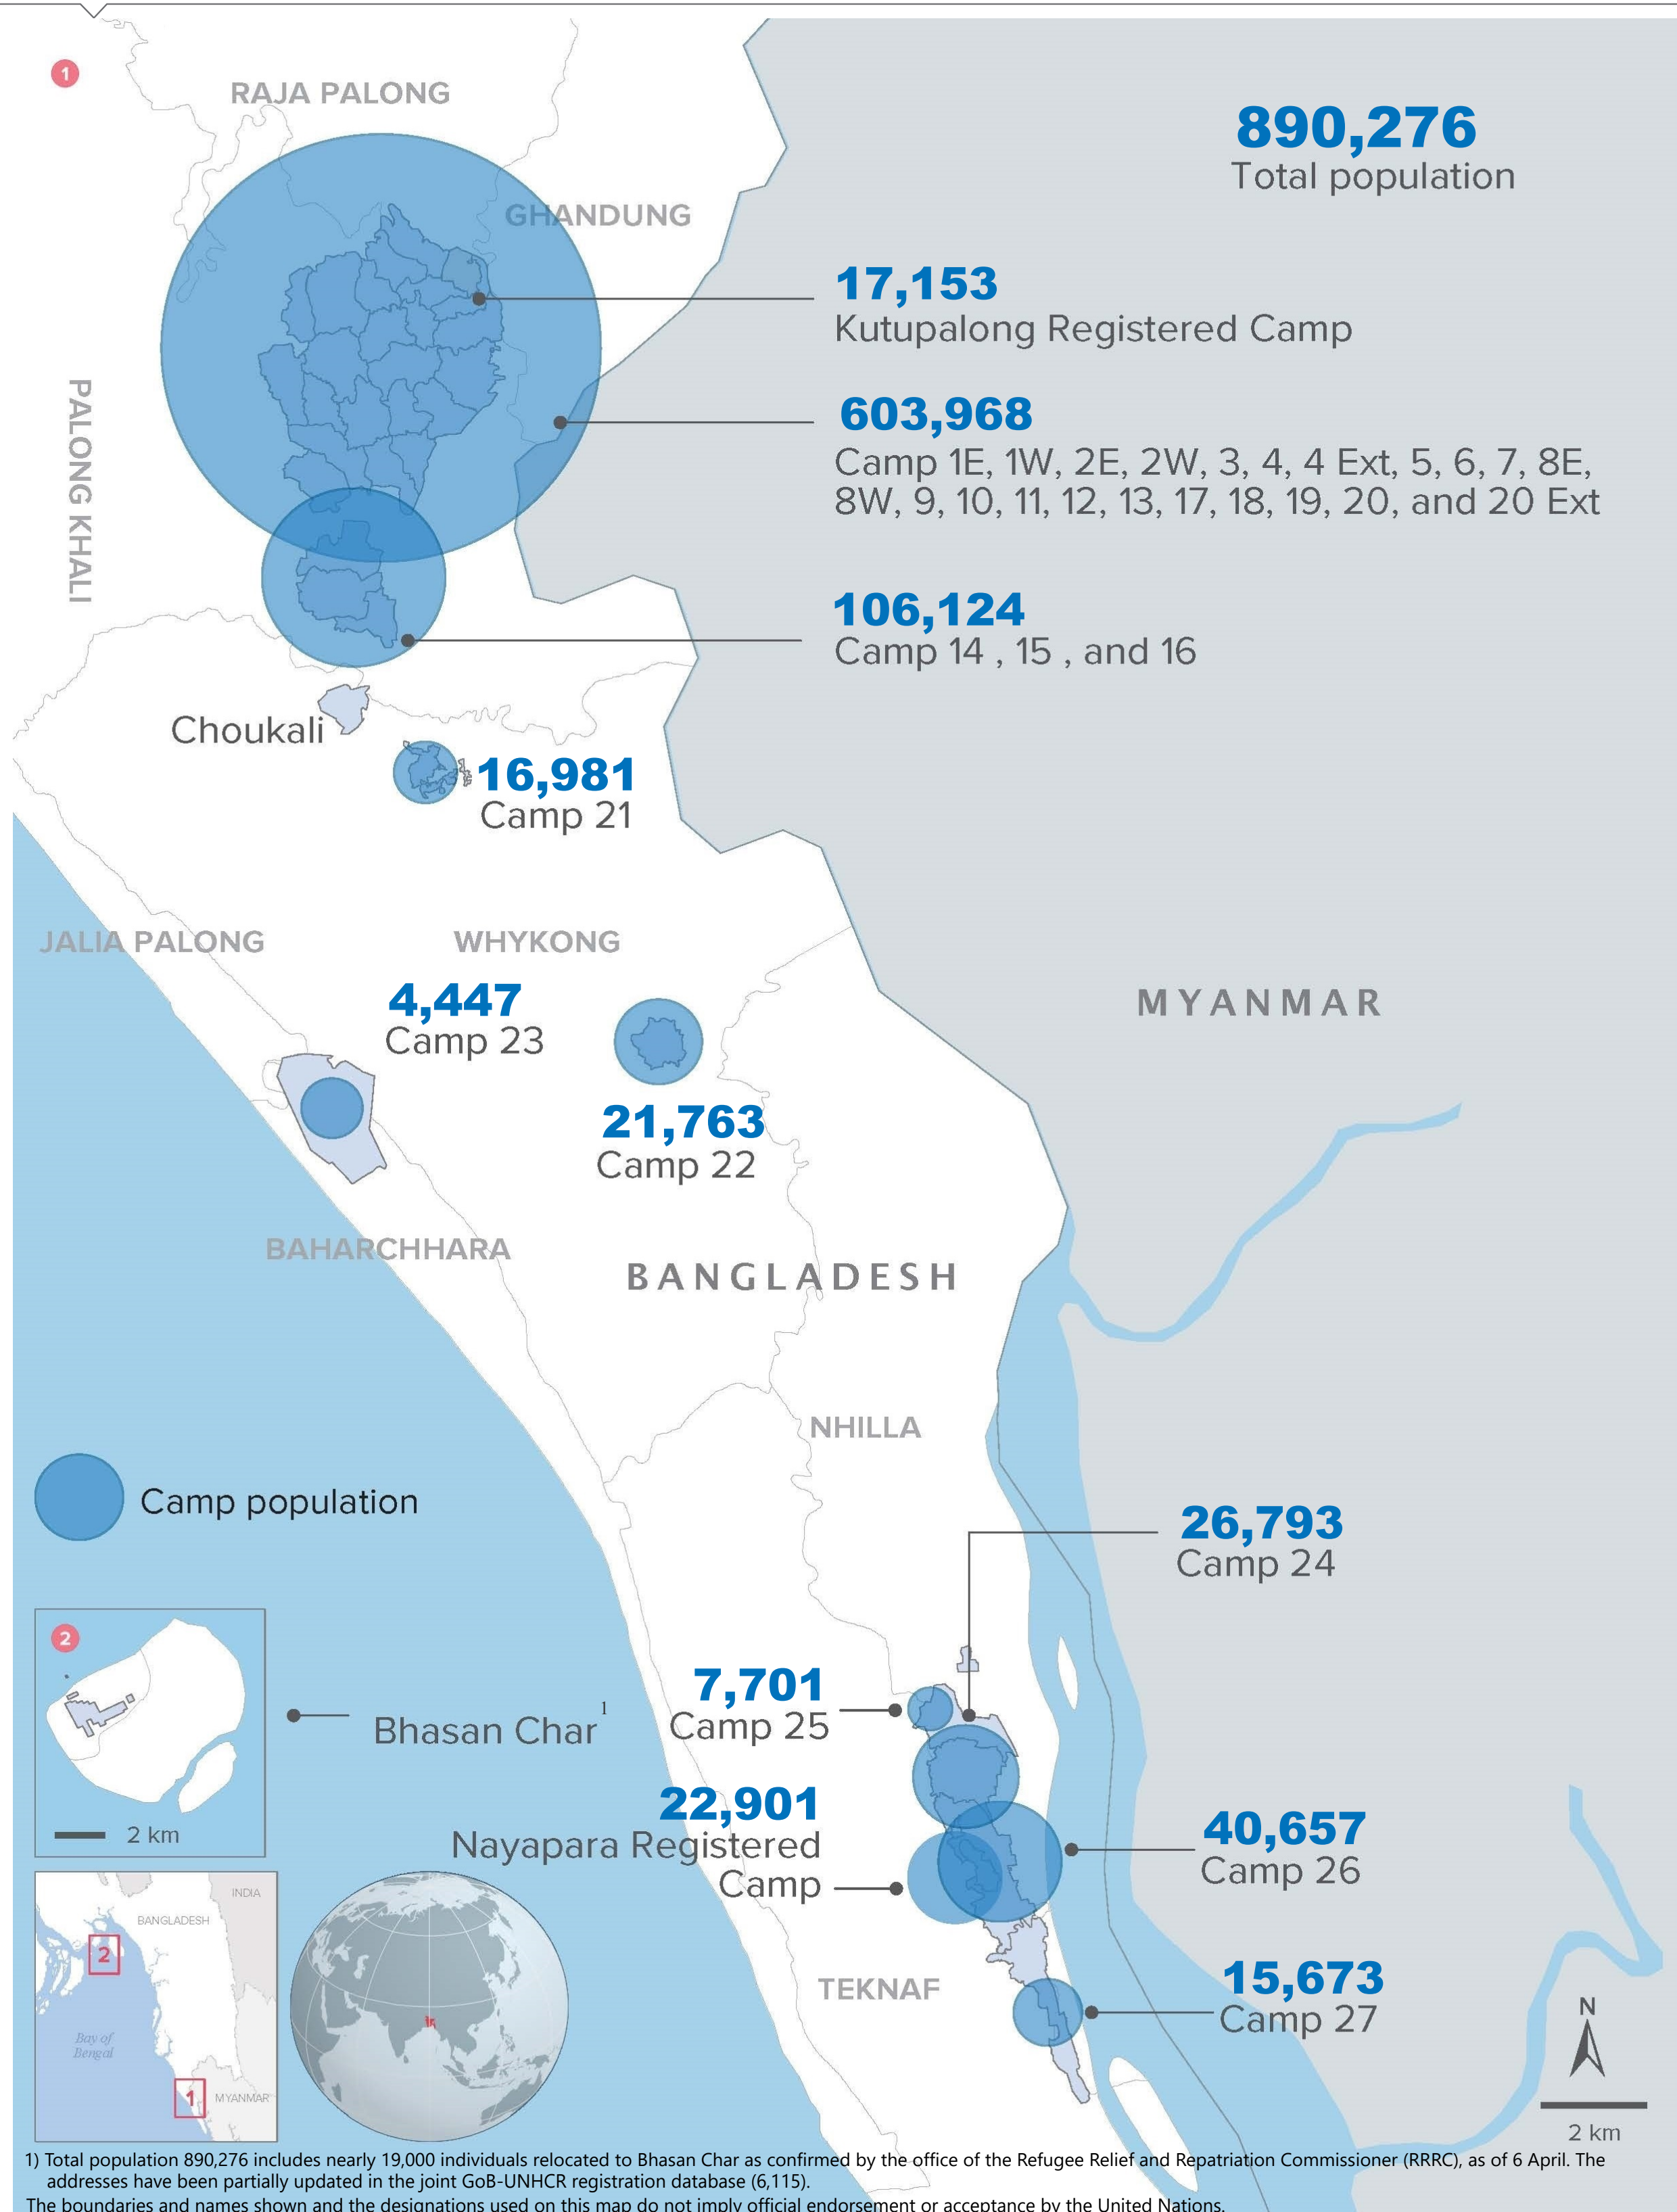 1
RAJA PALONG
890,276
Total population
GHANDUNG
17,153
Kutupalong Registered Camp
PALONG KHALI
603,968
Camp 1E, 1W, 2E, 2W, 3, 4, 4 Ext, 5, 6, 7, 8E,
8W, 9, 10, 11, 12, 13, 17, 18, 19, 20, and 20 Ext
106,124
Camp 14 , 15 , and 16
Choukali
16,981
Camp 21
JALIA PALONG
WHYKONG
4,447
Camp 23
MYANMAR
21,763
Camp 22
BAHARCHHARA
BANGLADESH
NHILLA
Camp population
26,793
Camp 24
2
7,701
Camp 25
Bhasan Char 1
2 km
22,901
Nayapara Registered
Camp
40,657
Camp 26
INDIA
BANGLADESH
2
Bay of
Bengal
1
MYANMAR
TEKNAF
15,673
Camp 27
N
2 km
1) Total population 890,276 includes nearly 19,000 individuals relocated to Bhasan Char as confirmed by the office of the Refugee Relief and Repatriation Commissioner (RRRC), as of 6 April. The
addresses have been partially updated in the joint GoB-UNHCR registration database (6,115).
The boundaries and names shown and the designations used on this map do not imply official endorsement or acceptance by the United Nations.